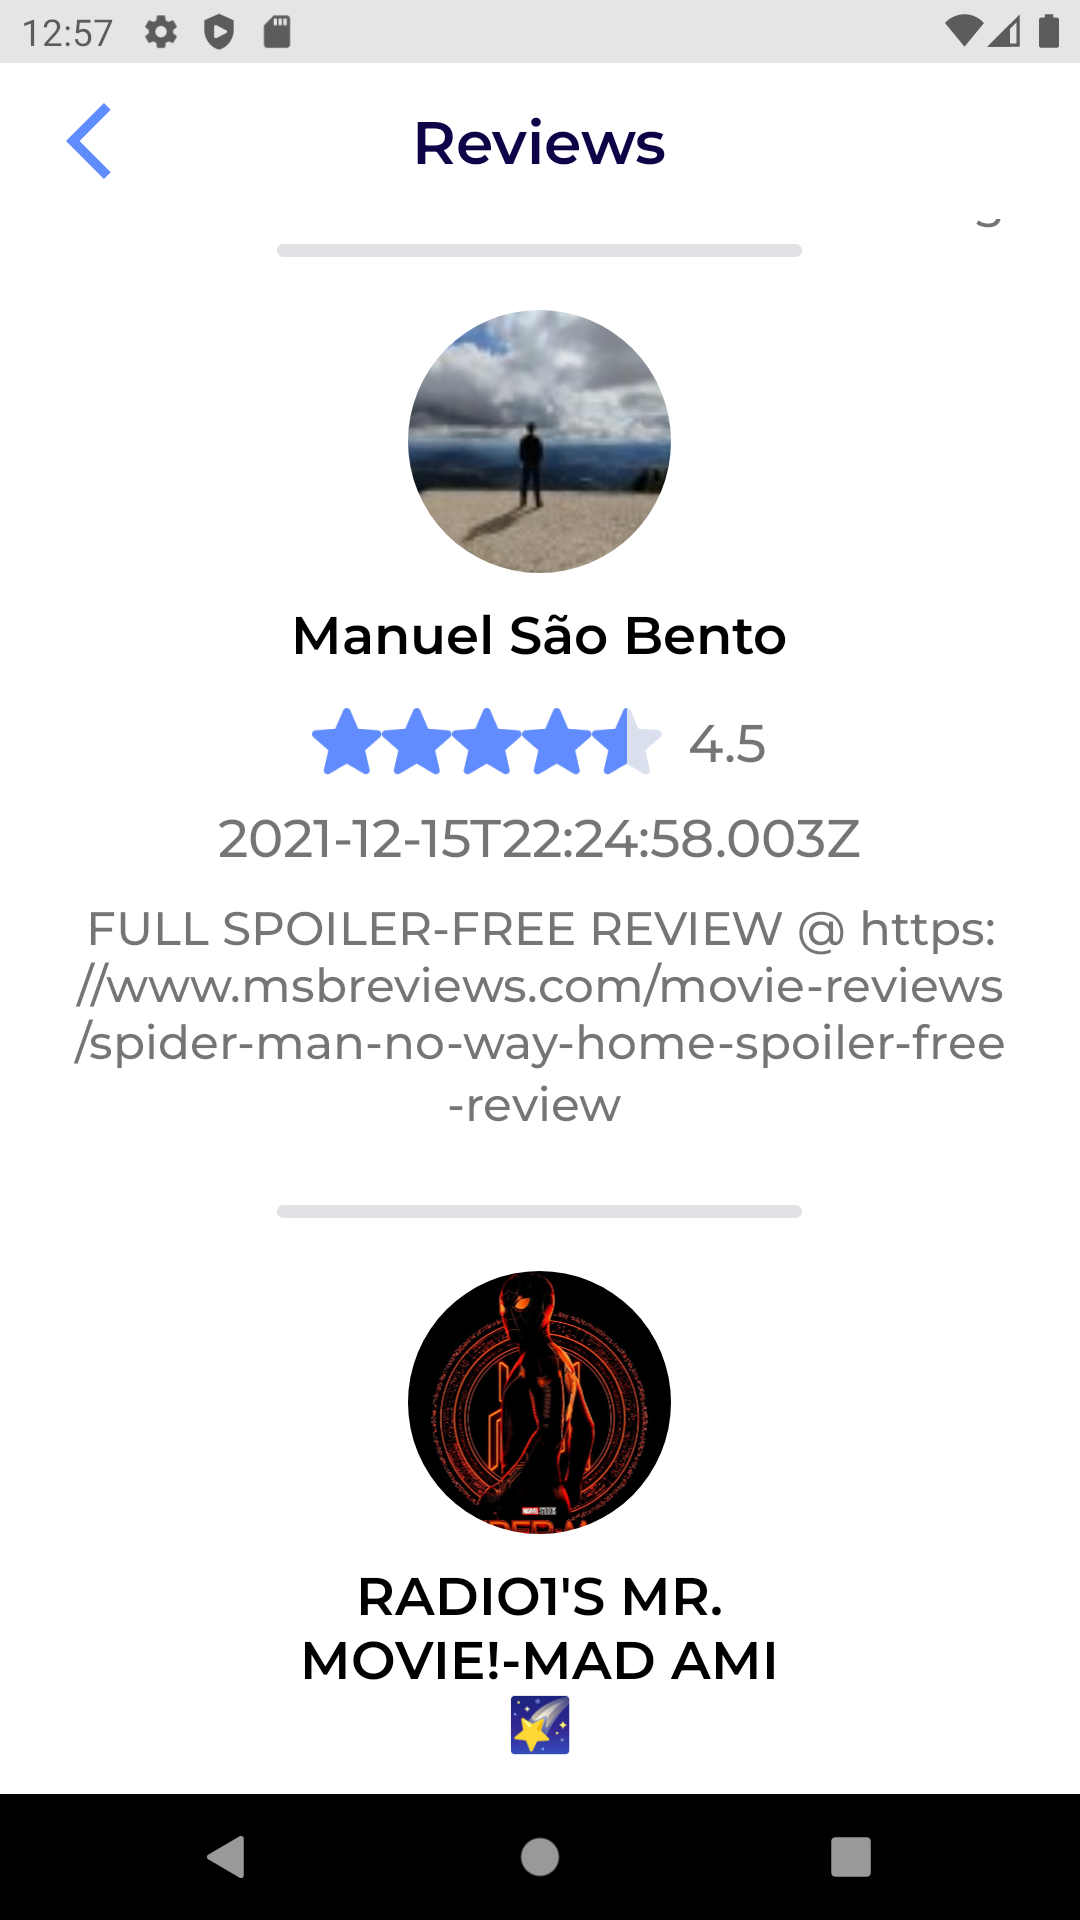 12:57
Reviews
Manuel São Bento
4.5
2021-12-15T22:24:58.003Z
FULL SPOILER-FREE REVIEW @ https:
//www.msbreviews.com/movie-reviews
/spider-man-no-way-home-spoiler-free
-review
RADIO1'S MR.
MOVIE!-MAD AMI
🌠